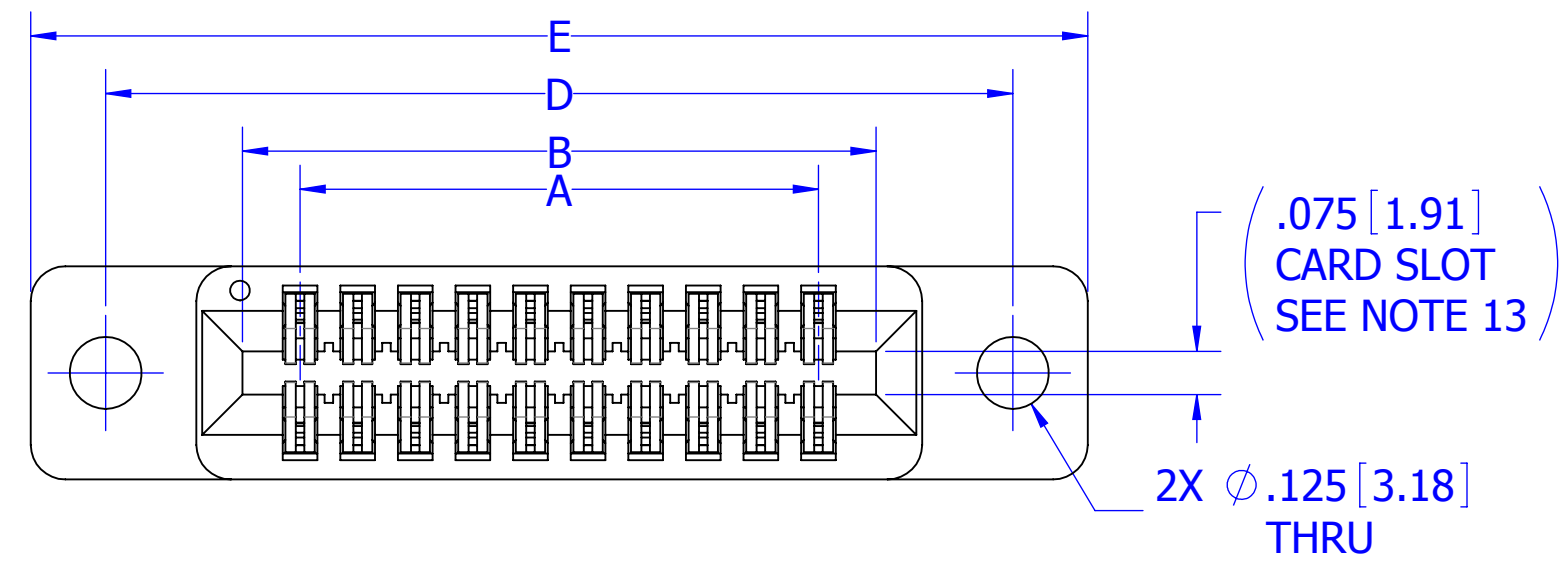 E
D
B
A
.075[1.91]
CARD SLOT
SEE NOTE 13
2X ⌀.125[3.18]
THRU